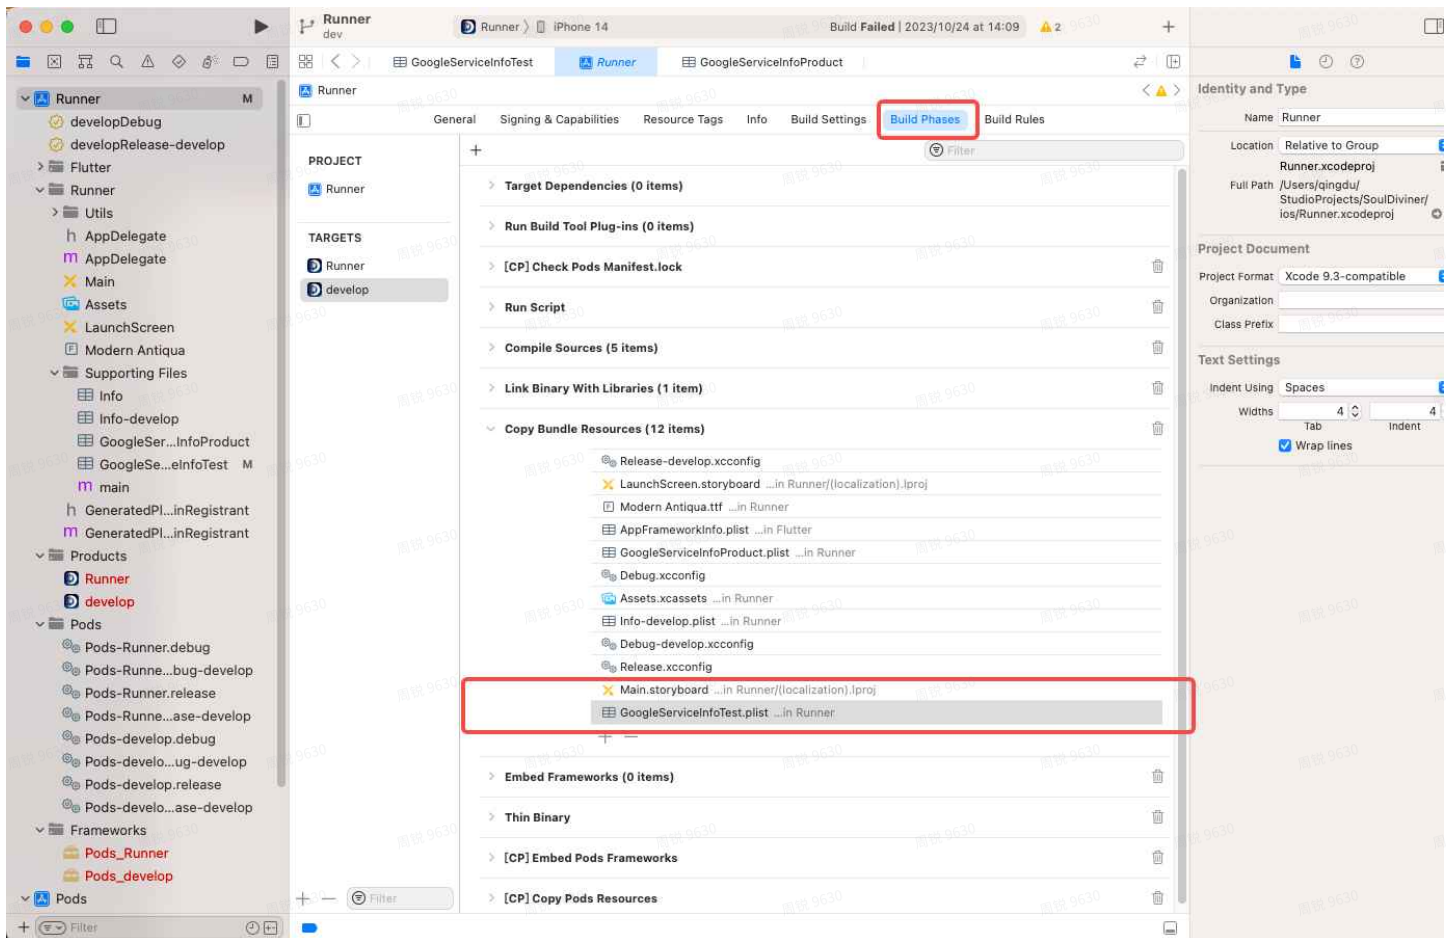 Runner
dev
Runner 〉 iPhone 14
Build Failed | 2023/10/24 at 14:09
2
GoogleServiceInfoTest
Runner
GoogleServiceInfoProduct
Runner M
developDebug
developRelease-develop
Flutter
Runner
Utils
h AppDelegate
m AppDelegate
Main
Assets
LaunchScreen
Modern Antiqua
Supporting Files
Info
Info-develop
GoogleSer...InfoProduct
GoogleSe...eInfoTest M
m main
h GeneratedPl...inRegistrant
m GeneratedPl...inRegistrant
Products
Runner
develop
Pods
Pods-Runner.debug
Pods-Runne...bug-develop
Pods-Runner.release
Pods-Runne...ase-develop
Pods-develop.debug
Pods-develo...ug-develop
Pods-develop.release
Pods-develo...ase-develop
Frameworks
Pods_Runner
Pods_develop
Pods
Filter
Runner
General Signing & Capabilities Resource Tags Info Build Settings Build Phases Build Rules
PROJECT
Runner
TARGETS
Runner
develop
Filter
Filter
Target Dependencies (0 items)
Run Build Tool Plug-ins (0 items)
[CP] Check Pods Manifest.lock
Run Script
Compile Sources (5 items)
Link Binary With Libraries (1 item)
Copy Bundle Resources (12 items)
Release-develop.xcconfig
LaunchScreen.storyboard ...in Runner/(localization).lproj
Modern Antiqua.ttf ...in Runner
AppFrameworkInfo.plist ...in Flutter
GoogleServiceInfoProduct.plist ...in Runner
Debug.xcconfig
Assets.xcassets ...in Runner
Info-develop.plist ...in Runner
Debug-develop.xcconfig
Release.xcconfig
Main.storyboard ...in Runner/(localization).lproj
GoogleServiceInfoTest.plist ...in Runner
Embed Frameworks (0 items)
Thin Binary
[CP] Embed Pods Frameworks
[CP] Copy Pods Resources
Identity and Type
Name Runner
Location Relative to Group
Runner.xcodeproj
Full Path /Users/qingdu/
StudioProjects/SoulDiviner/
ios/Runner.xcodeproj
Project Document
Project Format Xcode 9.3-compatible
Organization
Class Prefix
Text Settings
Indent Using Spaces
Widths 4 4
Tab Indent
Wrap lines